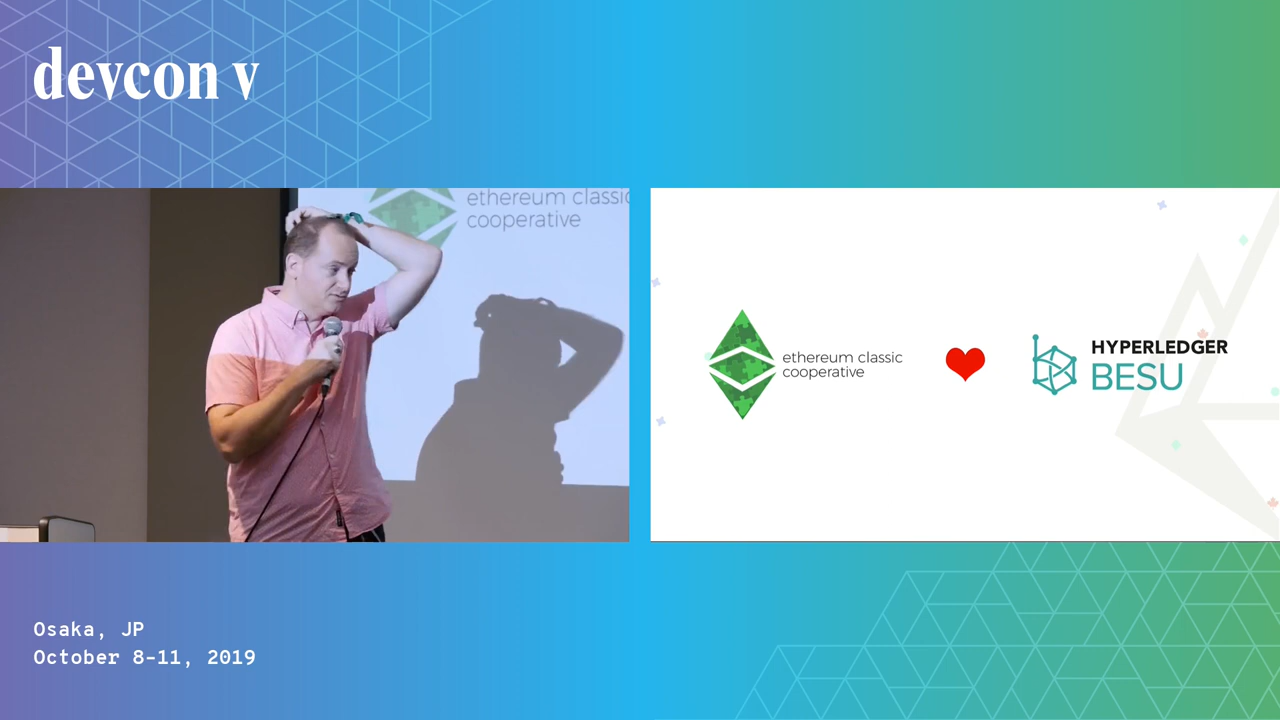 devcon v
ethereum classic
cooperative
ethereum classic
cooperative
HYPERLEDGER
BESU
Osaka, JP
October 8-11, 2019